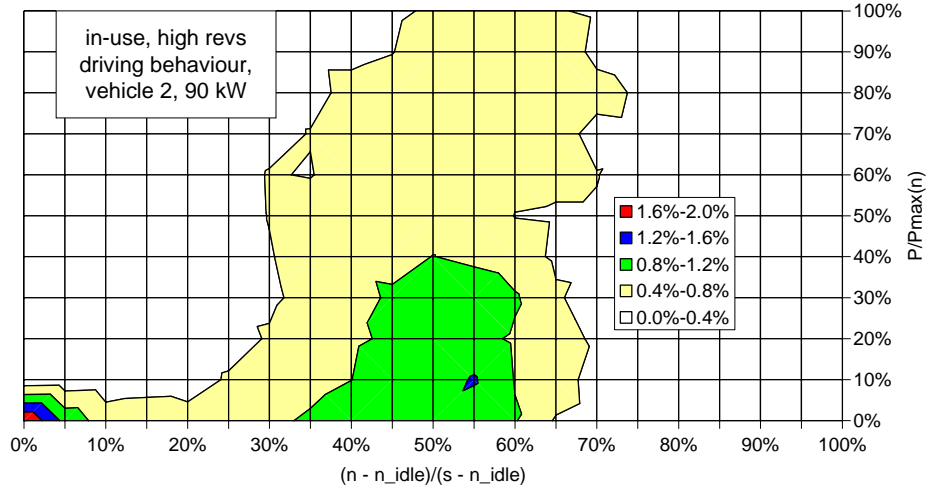 in-use, high revs
driving behaviour,
vehicle 2, 90 kW
100%
90%
80%
70%
60%
50%
40%
30%
20%
10%
0%
P/Pmax(n)
1.6%-2.0%
1.2%-1.6%
0.8%-1.2%
0.4%-0.8%
0.0%-0.4%
0% 10% 20% 30% 40% 50% 60% 70% 80% 90% 100%
(n - n_idle)/(s - n_idle)